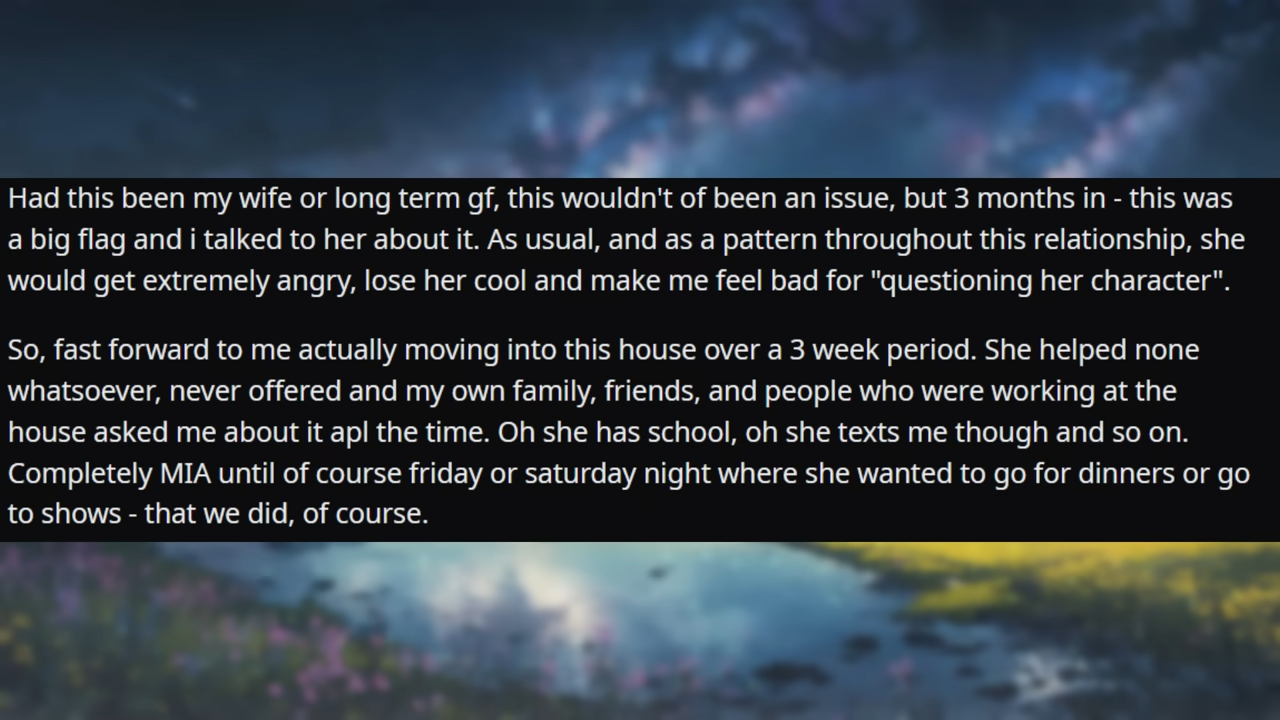 Had this been my wife or long term gf, this wouldn't of been an issue, but 3 months in - this was
a big flag and i talked to her about it. As usual, and as a pattern throughout this relationship, she
would get extremely angry, lose her cool and make me feel bad for "questioning her character".
So, fast forward to me actually moving into this house over a 3 week period. She helped none
whatsoever, never offered and my own family, friends, and people who were working at the
house asked me about it apl the time. Oh she has school, oh she texts me though and so on.
Completely MIA until of course friday or saturday night where she wanted to go for dinners or go
to shows - that we did, of course.